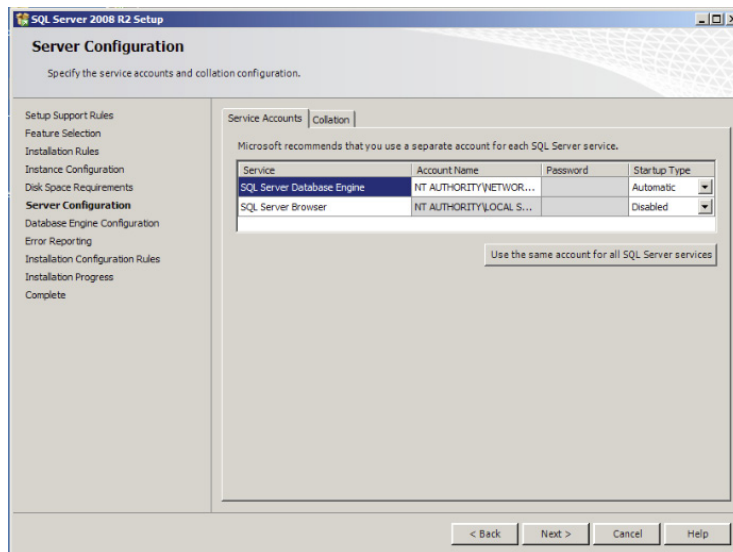 SQL Server 2008 R2 Setup
Server Configuration
Specify the service accounts and collation configuration.
Setup Support Rules
Feature Selection
Installation Rules
Instance Configuration
Disk Space Requirements
Server Configuration
Database Engine Configuration
Error Reporting
Installation Configuration Rules
Installation Progress
Complete
Service Accounts Collation
Microsoft recommends that you use a separate account for each SQL Server service.
Service Account Name Password Startup Type
SQL Server Database Engine NT AUTHORITY\NETWOR... Automatic
SQL Server Browser NT AUTHORITY\LOCAL S... Disabled
Use the same account for all SQL Server services
< Back Next > Cancel Help